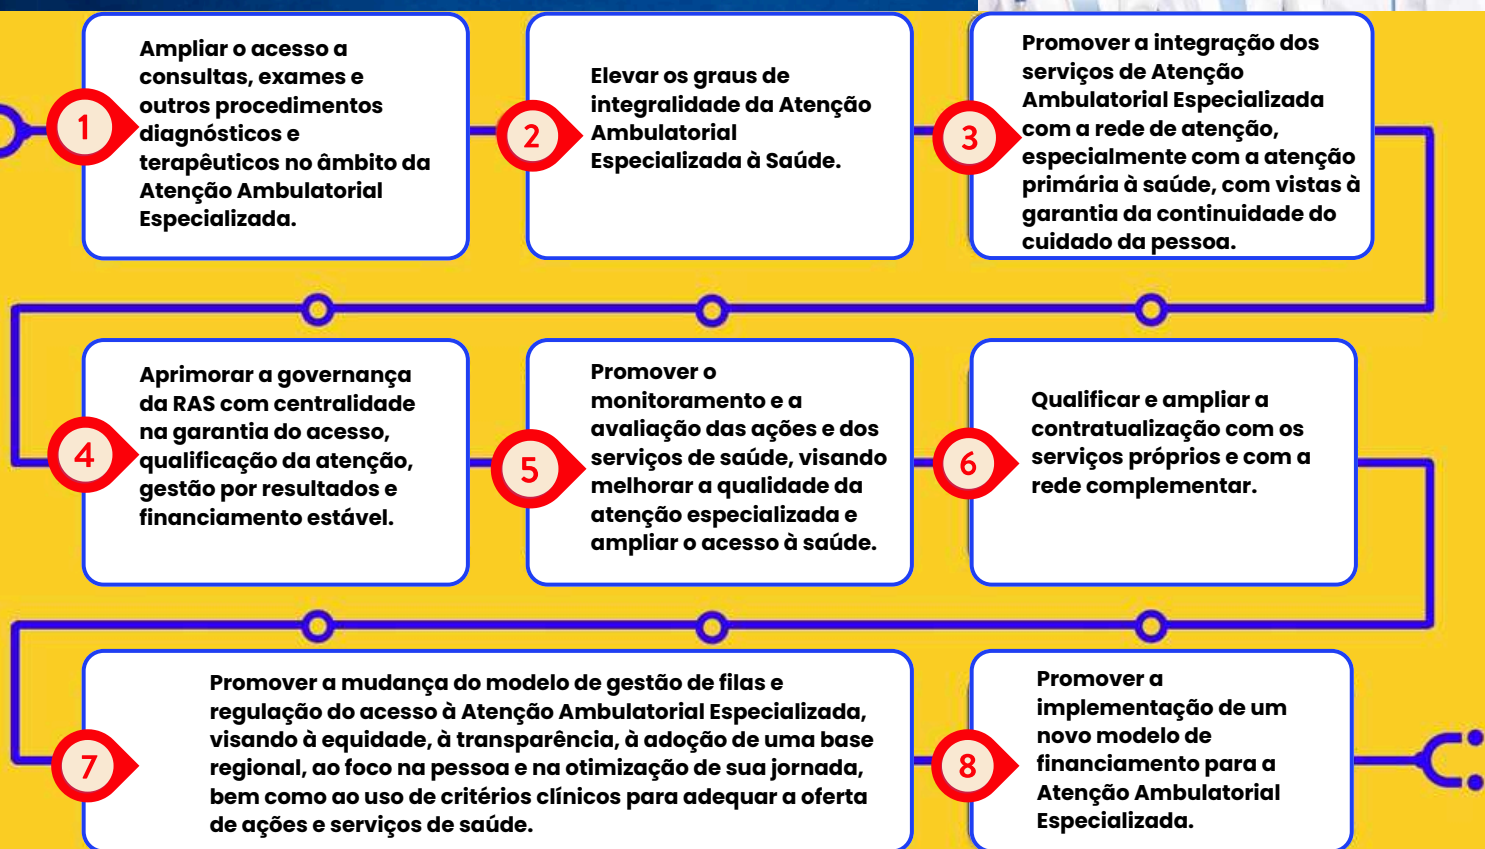 1
Ampliar o acesso a
consultas, exames e
outros procedimentos
diagnósticos e
terapêuticos no âmbito da
Atenção Ambulatorial
Especializada.
2
Elevar os graus de
integralidade da Atenção
Ambulatorial
Especializada à Saúde.
3
Promover a integração dos
serviços de Atenção
Ambulatorial Especializada
com a rede de atenção,
especialmente com a atenção
primária à saúde, com vistas à
garantia da continuidade do
cuidado da pessoa.
4
Aprimorar a governança
da RAS com centralidade
na garantia do acesso,
qualificação da atenção,
gestão por resultados e
financiamento estável.
5
Promover o
monitoramento e a
avaliação das ações e dos
serviços de saúde, visando
melhorar a qualidade da
atenção especializada e
ampliar o acesso à saúde.
6
Qualificar e ampliar a
contratualização com os
serviços próprios e com a
rede complementar.
7
Promover a mudança do modelo de gestão de filas e
regulação do acesso à Atenção Ambulatorial Especializada,
visando à equidade, à transparência, à adoção de uma base
regional, ao foco na pessoa e na otimização de sua jornada,
bem como ao uso de critérios clínicos para adequar a oferta
de ações e serviços de saúde.
8
Promover a
implementação de um
novo modelo de
financiamento para a
Atenção Ambulatorial
Especializada.